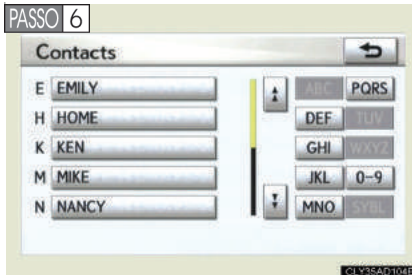 PASSO 6
Contacts
E EMILY ABC PQRS
H HOME DEF TUV
K KEN GHI WXYZ
M MIKE JKL 0-9
N NANCY MNO SYBL
CLY35AD104P